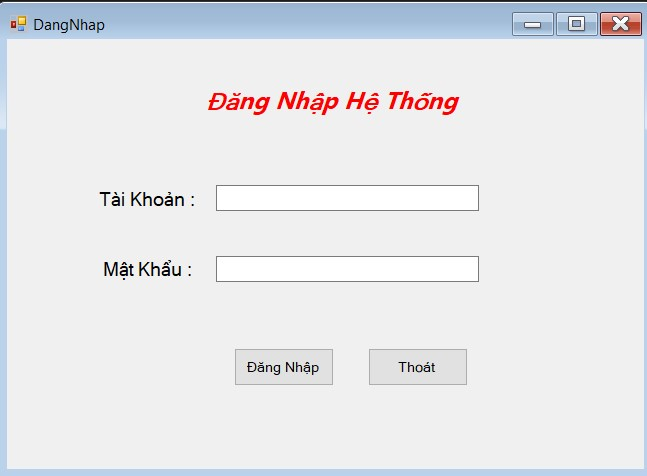 DangNhap
Đăng Nhập Hệ Thống
Tài Khoản :
Mật Khẩu :
Đăng Nhập
Thoát